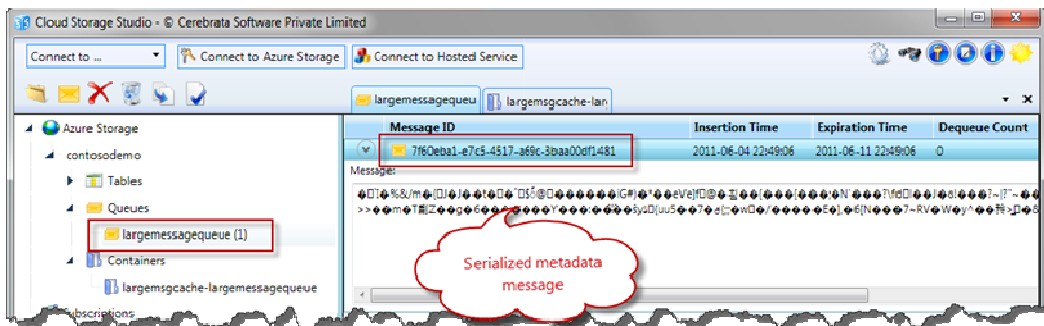 Cloud Storage Studio - © Cerebrata Software Private Limited
Connect to ... Connect to Azure Storage Connect to Hosted Service
largemessagequeu largemsgcache-larg
Azure Storage
contosodemo
Tables
Queues
largemessagequeue (1)
Containers
largemsgcache-largemessagequeue
Subscriptions
Message ID Insertion Time Expiration Time Dequeue Count
7f60eba1-e7c5-4517-a69c-3baa00df1481 2011-06-04 22:49:06 2011-06-11 22:49:06 0
Message:
Serialized metadata
message